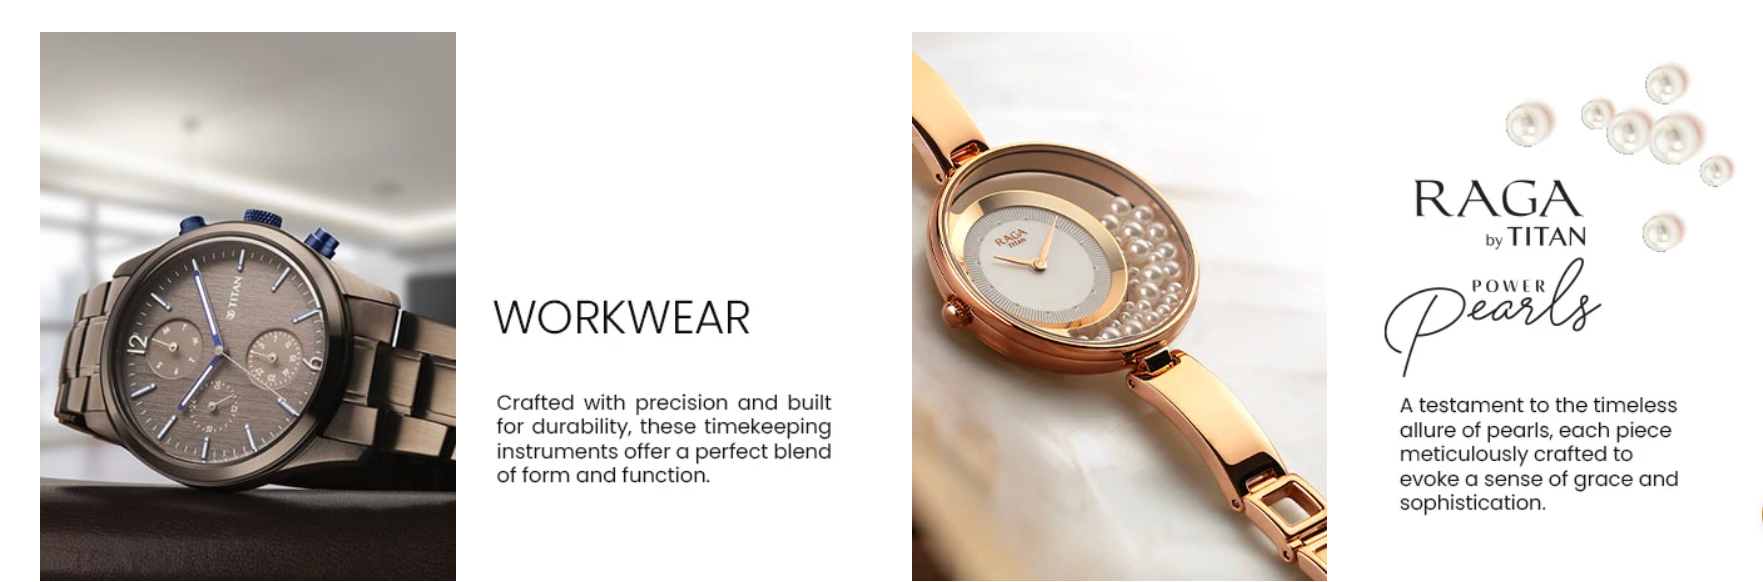 TITAN
12
6
WORKWEAR
Crafted with precision and built
for durability, these timekeeping
instruments offer a perfect blend
of form and function.
RAGA
TITAN
RAGA
by TITAN
POWER
Pearls
A testament to the timeless
allure of pearls, each piece
meticulously crafted to
evoke a sense of grace and
sophistication.